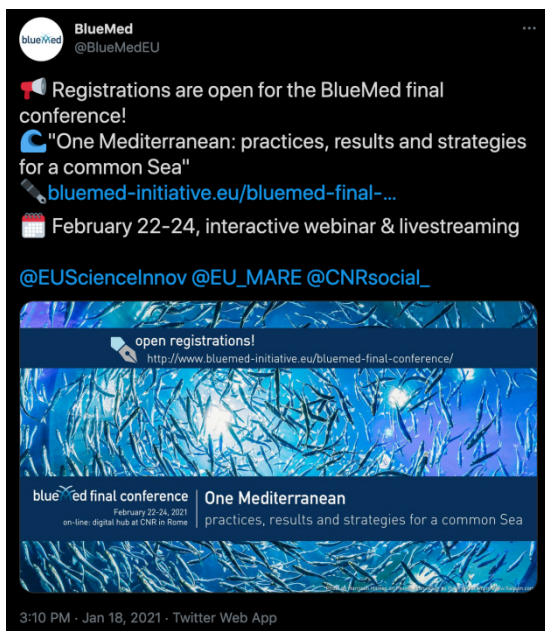 bluemed
BlueMed
@BlueMedEU
Registrations are open for the BlueMed final
conference!
"One Mediterranean: practices, results and strategies
for a common Sea"
bluemed-initiative.eu/bluemed-final-...
February 22-24, interactive webinar & livestreaming
@EUScienceInnov @EU_MARE @CNRsocial_
open registrations!
http://www.bluemed-initiative.eu/bluemed-final-conference/
bluemed final conference
February 22-24, 2021
on-line: digital hub at CNR in Rome
One Mediterranean
practices, results and strategies for a common Sea
3:10 PM · Jan 18, 2021 · Twitter Web App